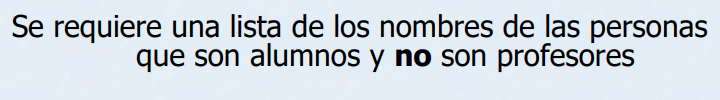 Se requiere una lista de los nombres de las personas
que son alumnos y no son profesores